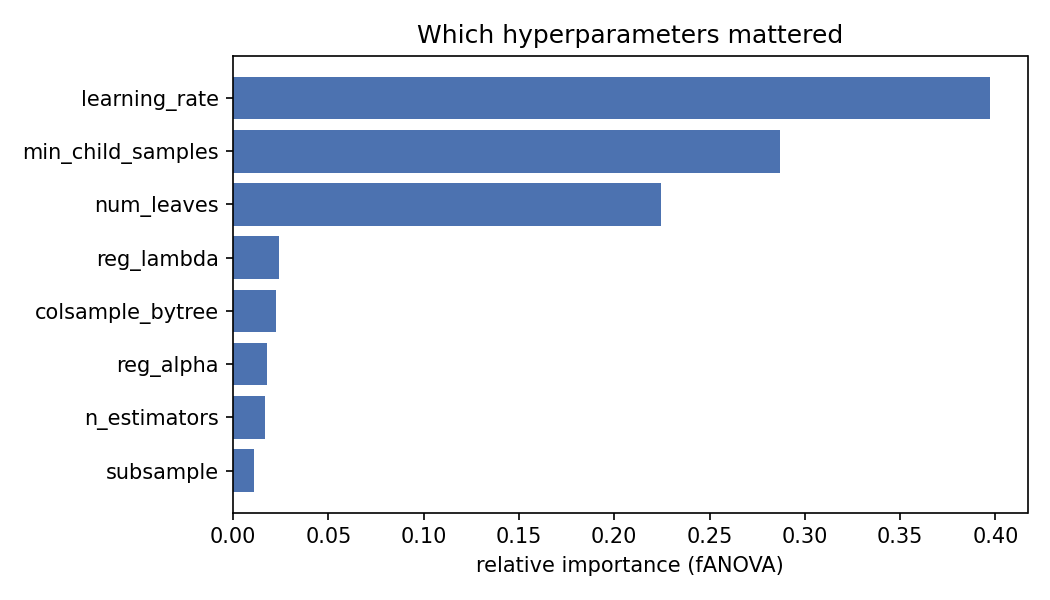 Which hyperparameters mattered
learning_rate
min_child_samples
num_leaves
reg_lambda
colsample_bytree
reg_alpha
n_estimators
subsample
0.00 0.05 0.10 0.15 0.20 0.25 0.30 0.35 0.40
relative importance (fANOVA)